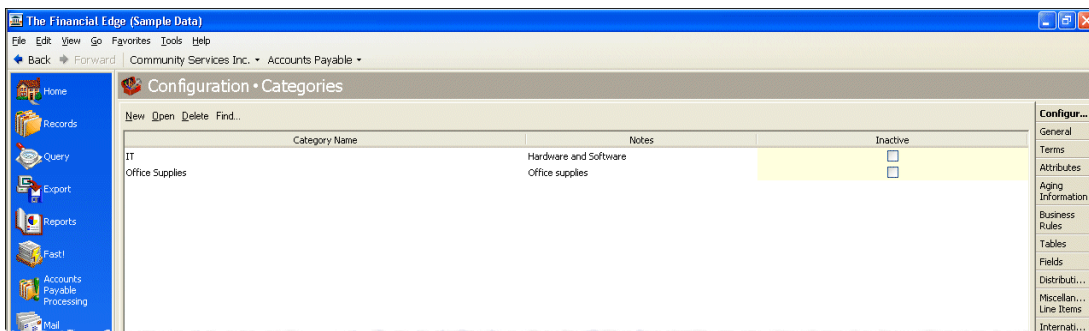 The Financial Edge (Sample Data)
File Edit View Go Favorites Tools Help
Back Forward Community Services Inc. Accounts Payable
Configuration • Categories
New Open Delete Find...
Category Name Notes Inactive
IT Hardware and Software
Office Supplies Office supplies
Home
Records
Query
Export
Reports
Fast!
Accounts
Payable
Processing
Mail
Configur...
General
Terms
Attributes
Aging
Information
Business
Rules
Tables
Fields
Distributi...
Miscellan...
Line Items
Internati...